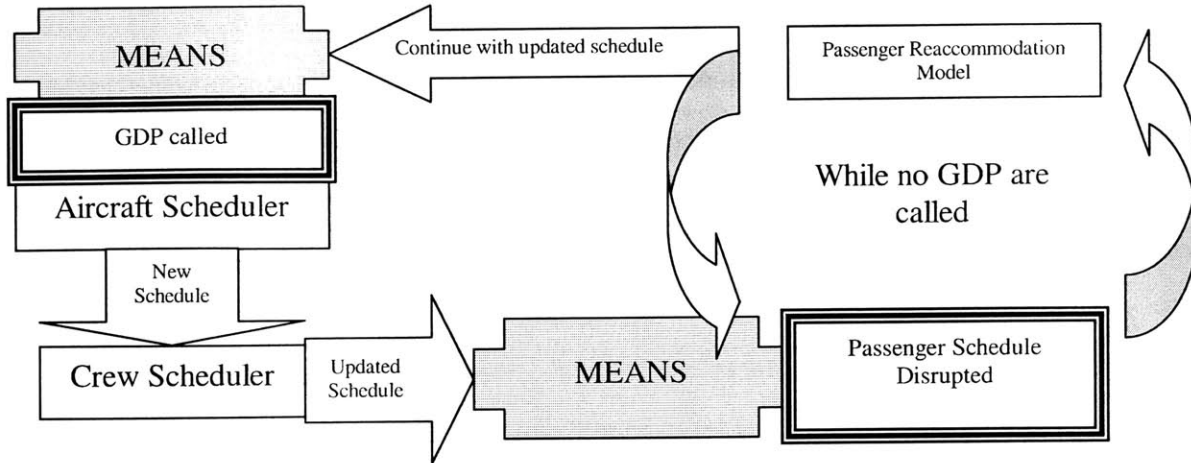 MEANS
GDP called
Aircraft Scheduler
New
Schedule
Crew Scheduler
Updated
Schedule
MEANS
Passenger Schedule
Disrupted
While no GDP are
called
Passenger Reaccommodation
Model
Continue with updated schedule